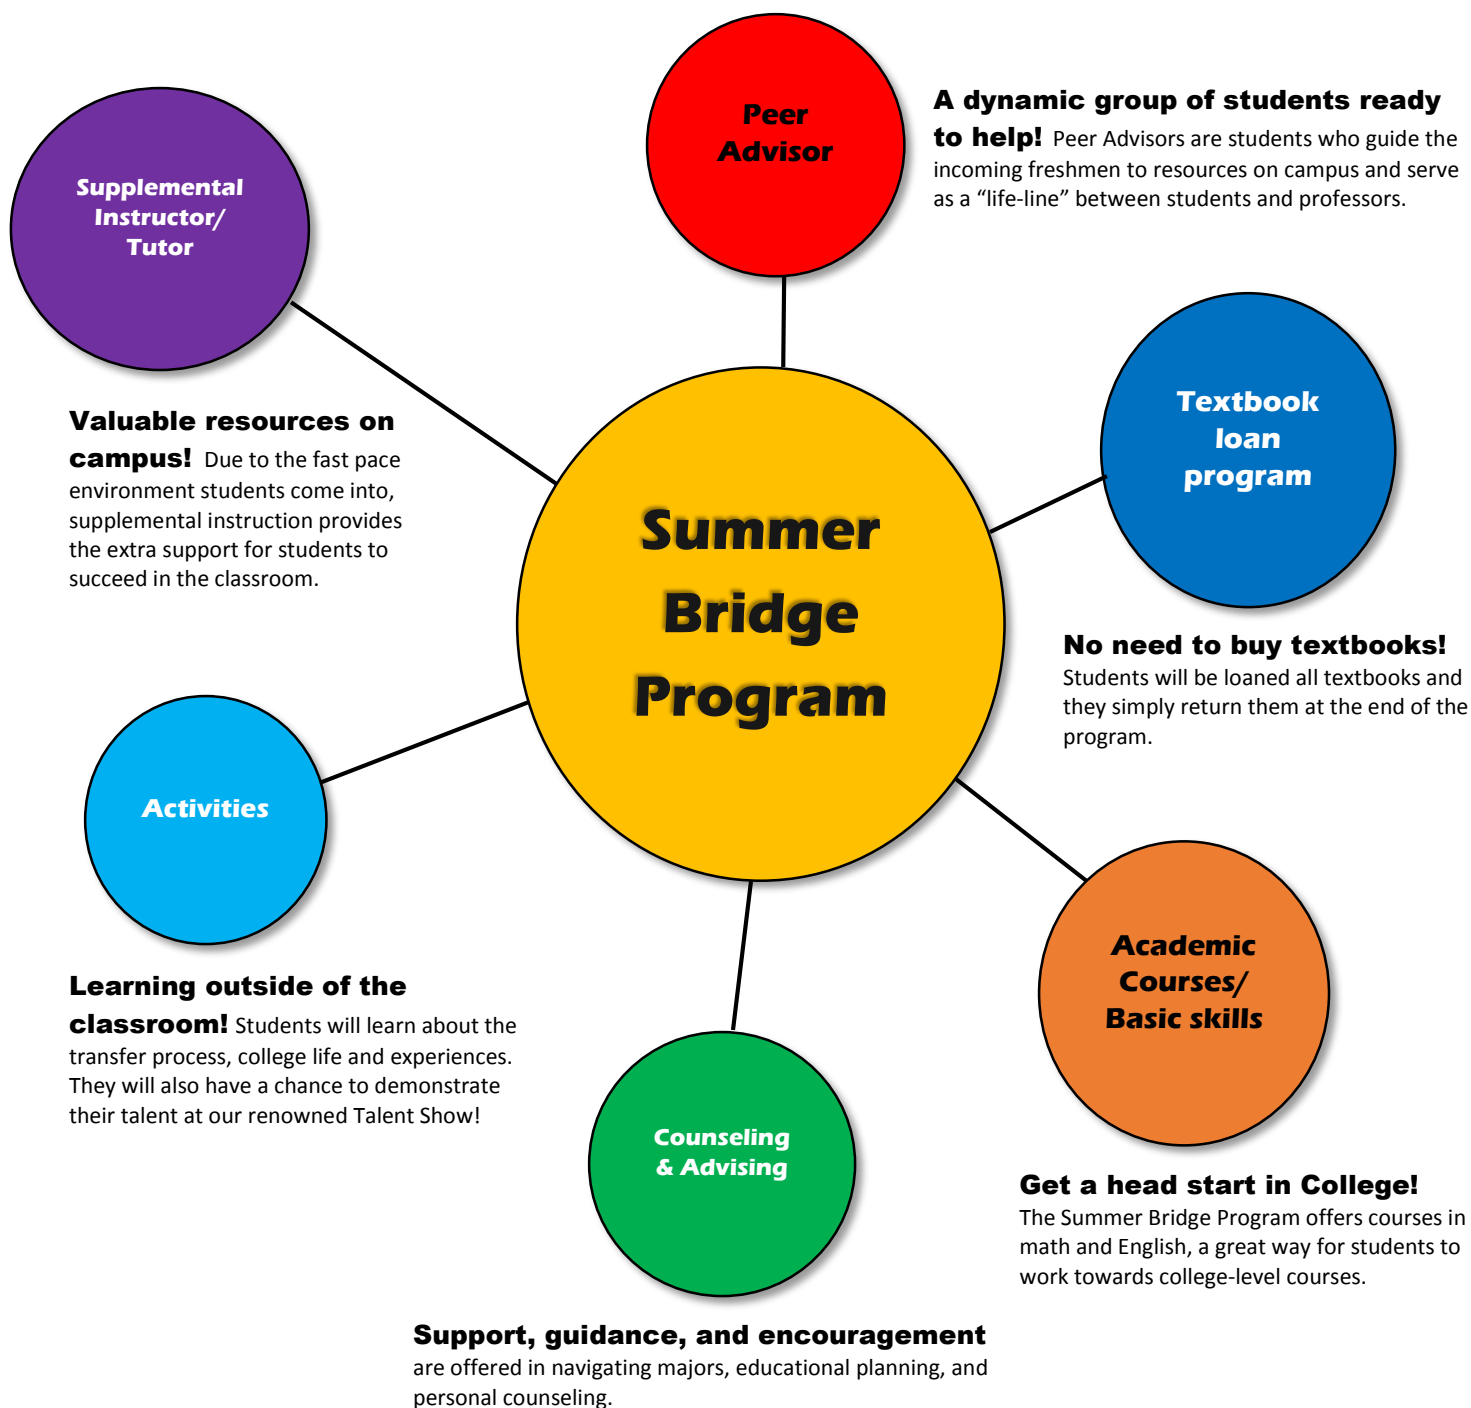 Peer
Advisor
A dynamic group of students ready
to help! Peer Advisors are students who guide the
incoming freshmen to resources on campus and serve
as a “life-line” between students and professors.
Supplemental
Instructor/
Tutor
Valuable resources on
campus! Due to the fast pace
environment students come into,
supplemental instruction provides
the extra support for students to
succeed in the classroom.
Textbook
loan
program
No need to buy textbooks!
Students will be loaned all textbooks and
they simply return them at the end of the
program.
Summer
Bridge
Program
Activities
Learning outside of the
classroom! Students will learn about the
transfer process, college life and experiences.
They will also have a chance to demonstrate
their talent at our renowned Talent Show!
Academic
Courses/
Basic skills
Get a head start in College!
The Summer Bridge Program offers courses in
math and English, a great way for students to
work towards college-level courses.
Counseling
& Advising
Support, guidance, and encouragement
are offered in navigating majors, educational planning, and
personal counseling.